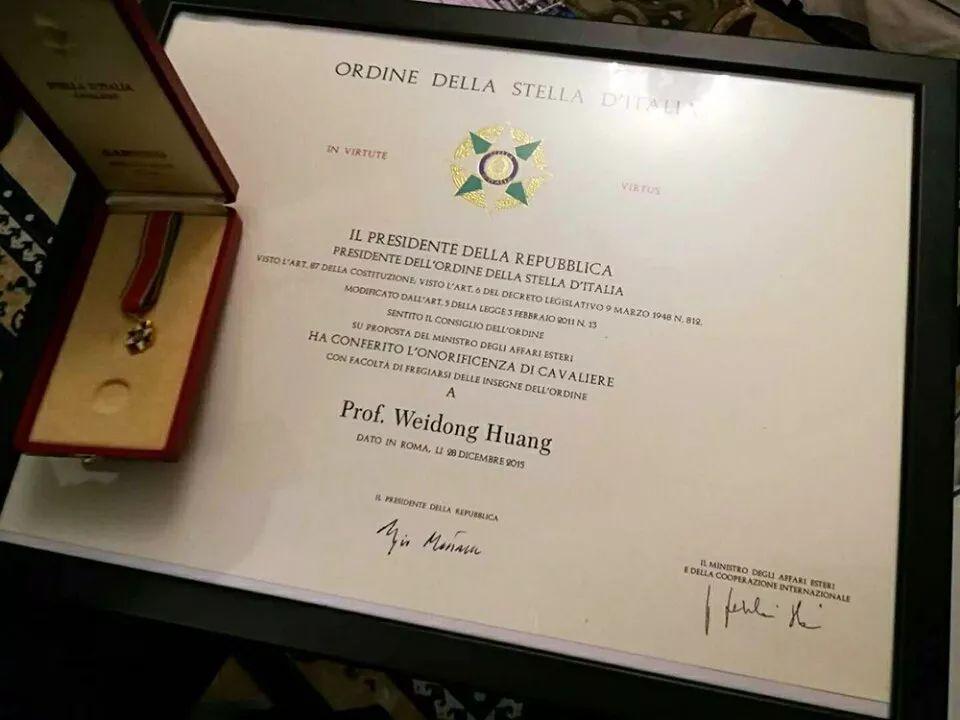 STELLA D'ITALIA
CAVALIERE
ORDINE DELLA STELLA D'ITALIA
IN VIRTUTE
VIRTUS
IL PRESIDENTE DELLA REPUBBLICA
PRESIDENTE DELL'ORDINE DELLA STELLA D'ITALIA
VISTO L'ART. 87 DELLA COSTITUZIONE; VISTO L'ART. 6 DEL DECRETO LEGISLATIVO 9 MARZO 1948 N. 812,
MODIFICATO DALL'ART. 5 DELLA LEGGE 3 FEBBRAIO 2011 N. 13
SENTITO IL CONSIGLIO DELL'ORDINE
SU PROPOSTA DEL MINISTRO DEGLI AFFARI ESTERI
HA CONFERITO L'ONORIFICENZA DI CAVALIERE
CON FACOLTÀ DI FREGIARSI DELLE INSEGNE DELL'ORDINE
A
Prof. Weidong Huang
DATO IN ROMA, LI 28 DICEMBRE 2015
IL PRESIDENTE DELLA REPUBBLICA
IL MINISTRO DEGLI AFFARI ESTERI
E DELLA COOPERAZIONE INTERNAZIONALE